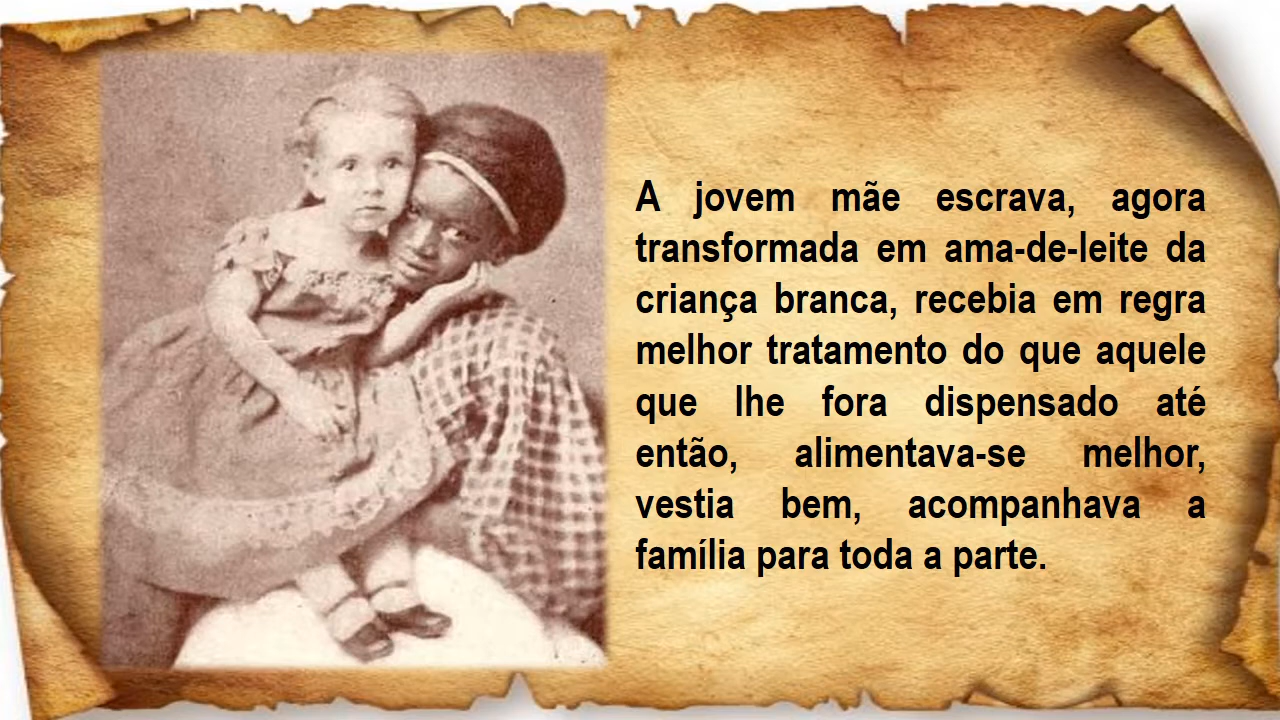 A jovem mãe escrava, agora
transformada em ama-de-leite da
criança branca, recebia em regra
melhor tratamento do que aquele
que lhe fora dispensado até
então, alimentava-se melhor,
vestia bem, acompanhava a
família para toda a parte.